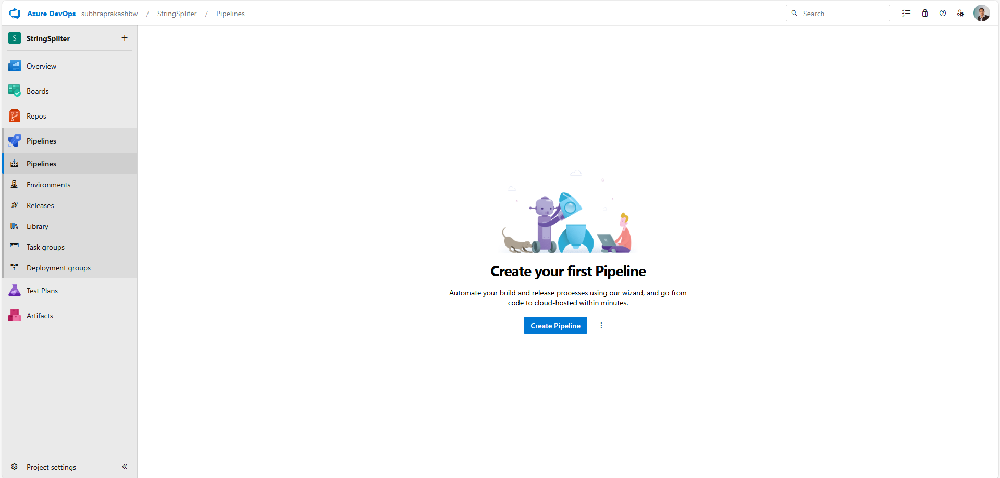 Azure DevOps subhraprakashbw / StringSpliter / Pipelines
Search
S StringSpliter
Overview
Boards
Repos
Pipelines
Pipelines
Environments
Releases
Library
Task groups
Deployment groups
Test Plans
Artifacts
Project settings
Create your first Pipeline
Automate your build and release processes using our wizard, and go from
code to cloud-hosted within minutes.
Create Pipeline